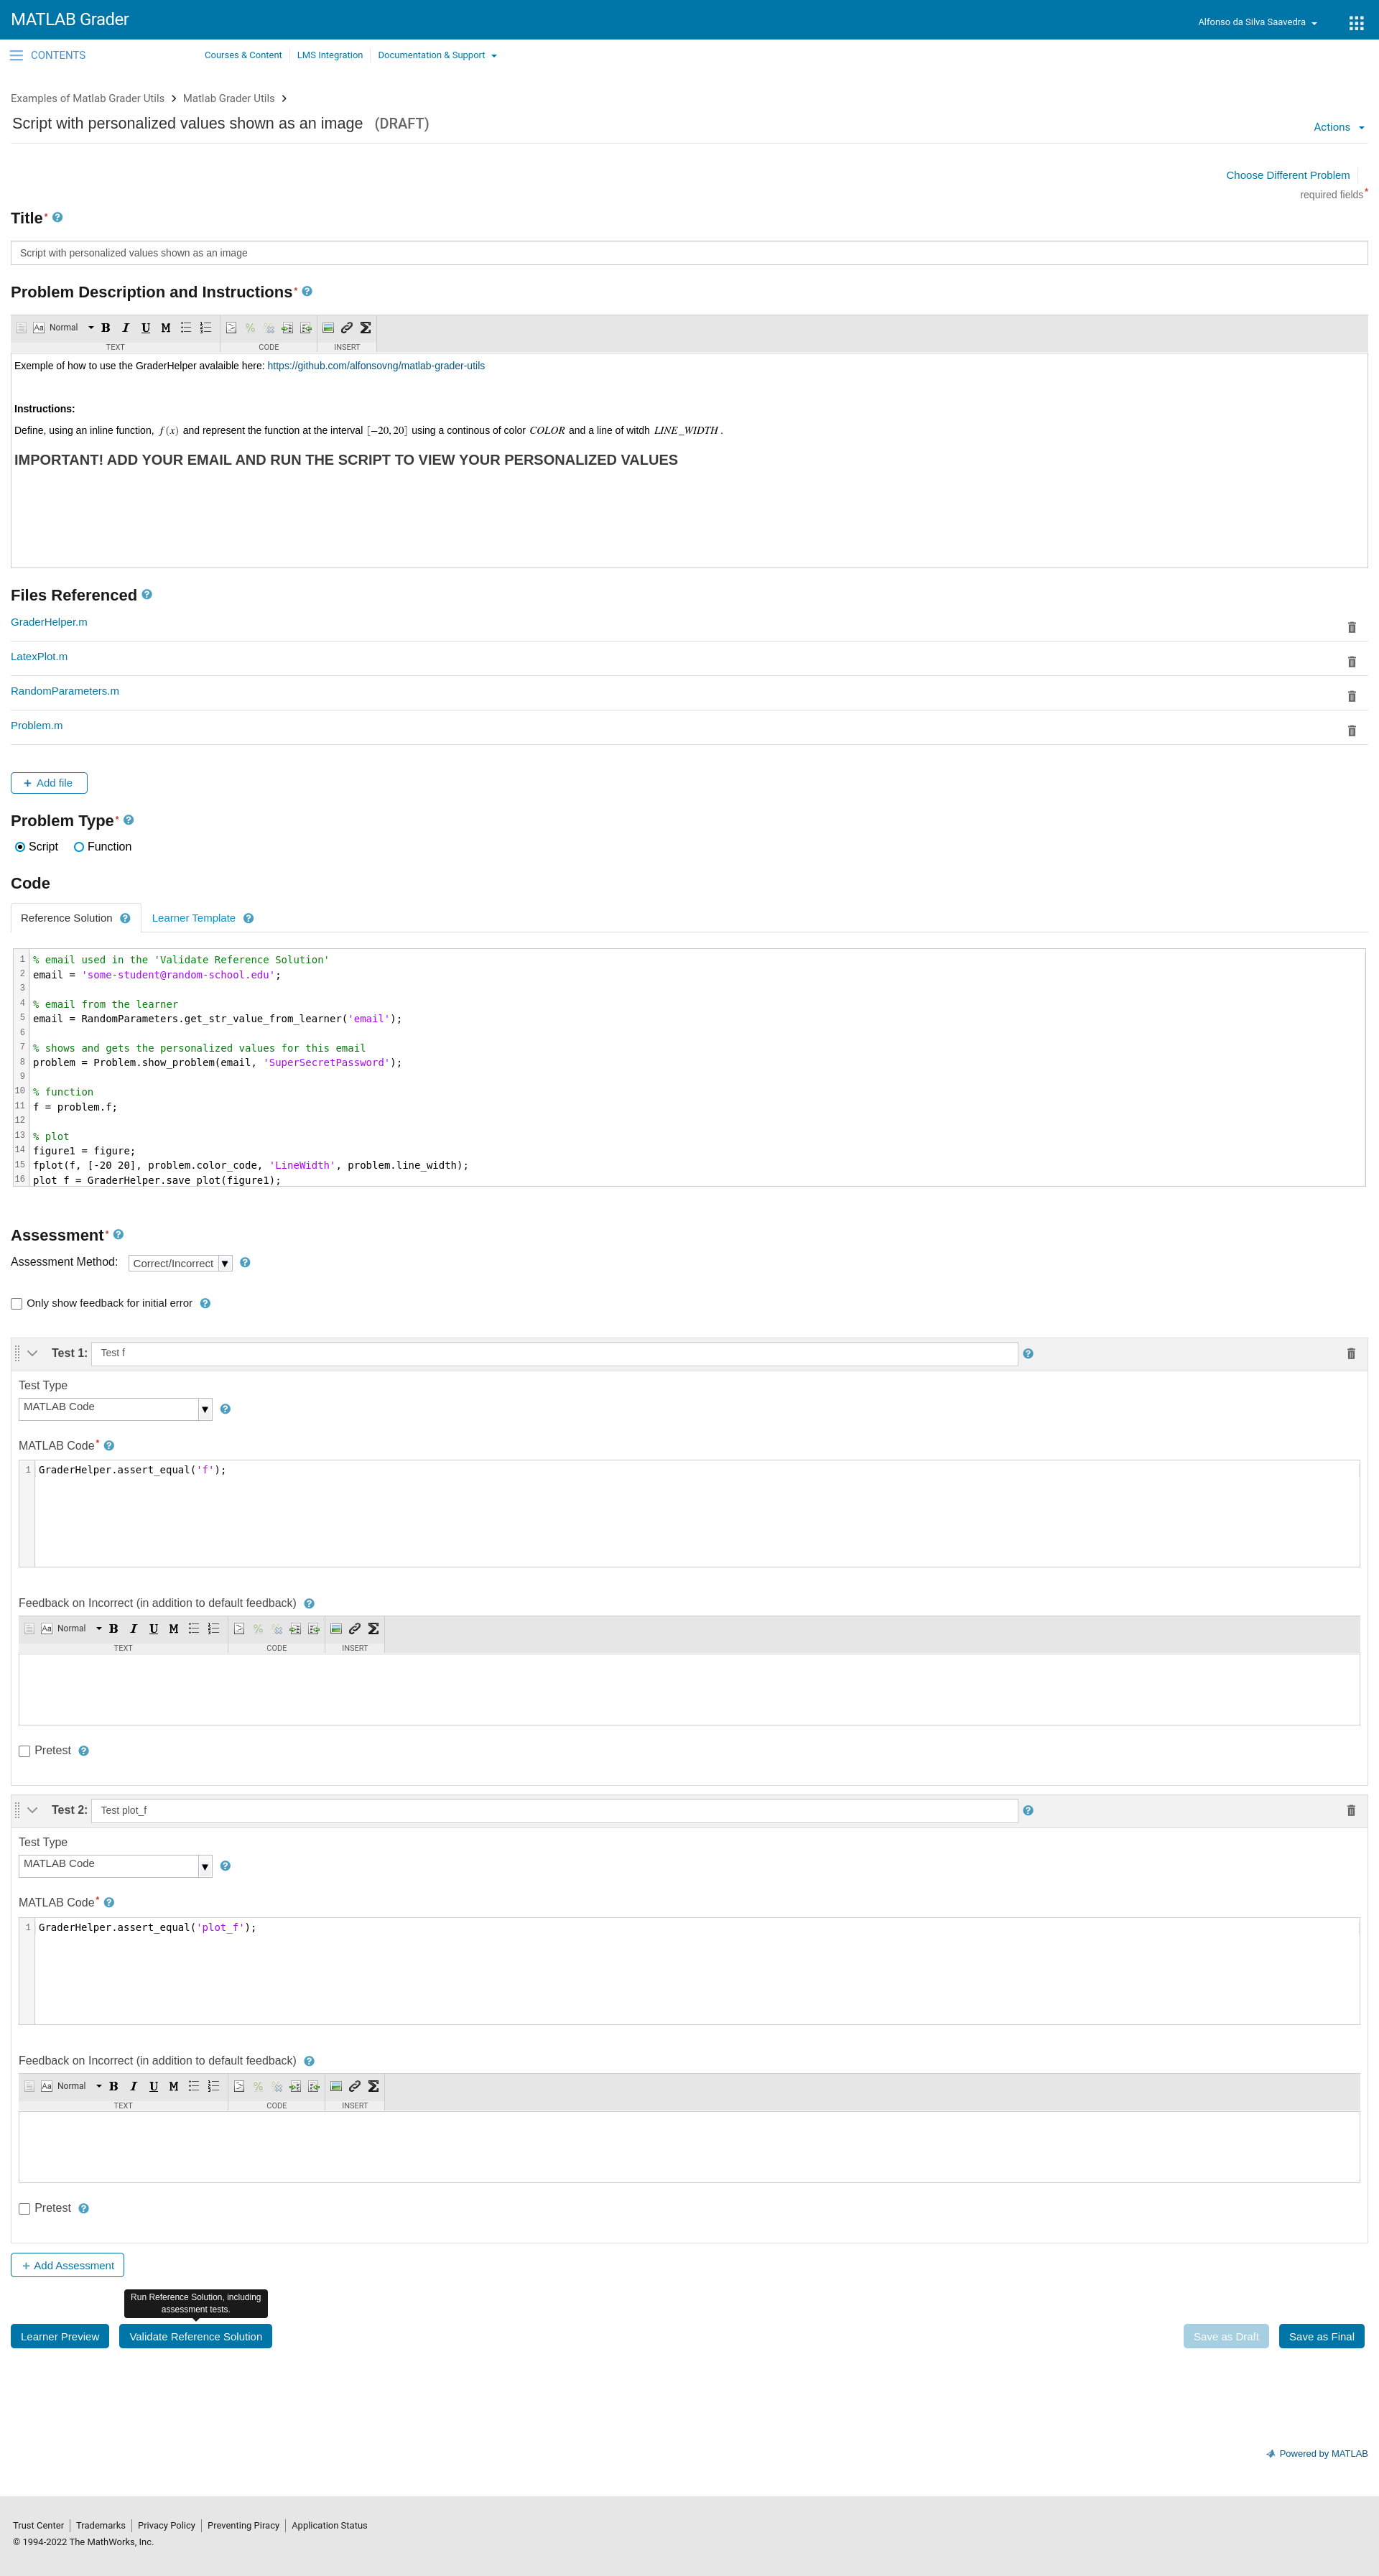 MATLAB Grader
Alfonso da Silva Saavedra
CONTENTS
Courses & Content
LMS Integration
Documentation & Support
Examples of Matlab Grader Utils
Matlab Grader Utils
Script with personalized values shown as an image (DRAFT)
Actions
Choose Different Problem
required fields*
Title*
Script with personalized values shown as an image
Problem Description and Instructions*
Normal B I U M
TEXT CODE INSERT
Exemple of how to use the GraderHelper avalaible here: https://github.com/alfonsovng/matlab-grader-utils
Instructions:
Define, using an inline function, f(x) and represent the function at the interval [−20, 20] using a continous of color COLOR and a line of witdh LINE_WIDTH .
IMPORTANT! ADD YOUR EMAIL AND RUN THE SCRIPT TO VIEW YOUR PERSONALIZED VALUES
Files Referenced
GraderHelper.m
LatexPlot.m
RandomParameters.m
Problem.m
+ Add file
Problem Type*
Script Function
Code
Reference Solution
Learner Template
1 % email used in the 'Validate Reference Solution'
2 email = 'some-student@random-school.edu';
3
4 % email from the learner
5 email = RandomParameters.get_str_value_from_learner('email');
6
7 % shows and gets the personalized values for this email
8 problem = Problem.show_problem(email, 'SuperSecretPassword');
9
10 % function
11 f = problem.f;
12
13 % plot
14 figure1 = figure;
15 fplot(f, [-20 20], problem.color_code, 'LineWidth', problem.line_width);
16 plot_f = GraderHelper.save_plot(figure1);
Assessment*
Assessment Method: Correct/Incorrect
Only show feedback for initial error
Test 1: Test f
Test Type
MATLAB Code
MATLAB Code*
1 GraderHelper.assert_equal('f');
Feedback on Incorrect (in addition to default feedback)
Normal B I U M
TEXT CODE INSERT
Pretest
Test 2: Test plot_f
Test Type
MATLAB Code
MATLAB Code*
1 GraderHelper.assert_equal('plot_f');
Feedback on Incorrect (in addition to default feedback)
Normal B I U M
TEXT CODE INSERT
Pretest
+ Add Assessment
Run Reference Solution, including
assessment tests.
Learner Preview
Validate Reference Solution
Save as Draft
Save as Final
Powered by MATLAB
Trust Center
Trademarks
Privacy Policy
Preventing Piracy
Application Status
© 1994-2022 The MathWorks, Inc.